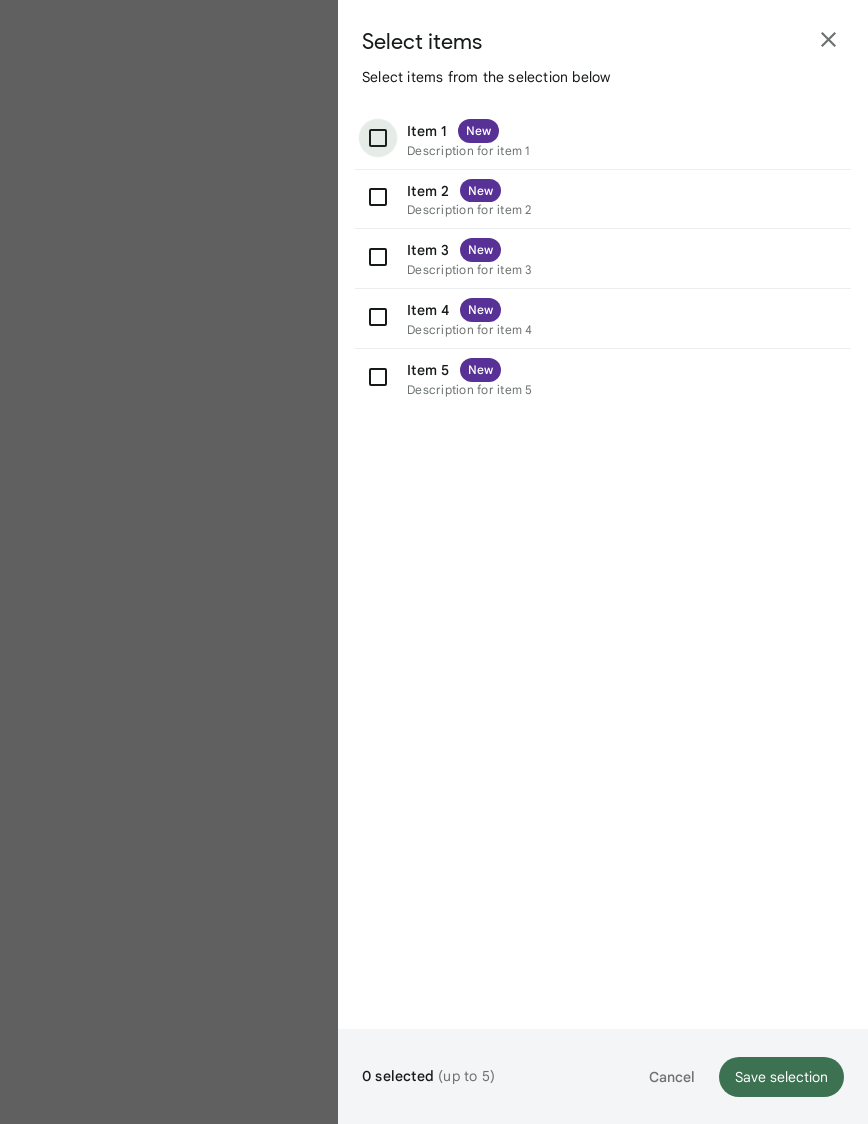 Select items
Select items from the selection below
Item 1 New
Description for item 1
Item 2 New
Description for item 2
Item 3 New
Description for item 3
Item 4 New
Description for item 4
Item 5 New
Description for item 5
0 selected (up to 5) Cancel Save selection